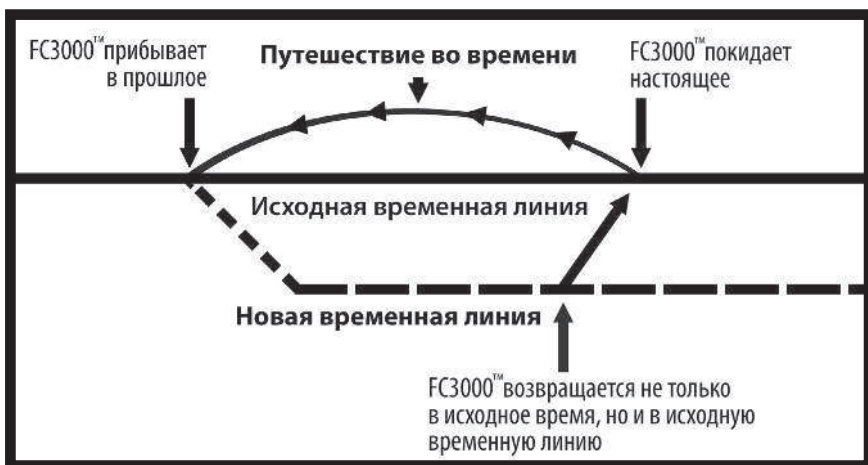 FC3000™ прибывает
в прошлое
Путешествие во времени
FC3000™ покидает
настоящее
Исходная временная линия
Новая временная линия
FC3000™ возвращается не только
в исходное время, но и в исходную
временную линию